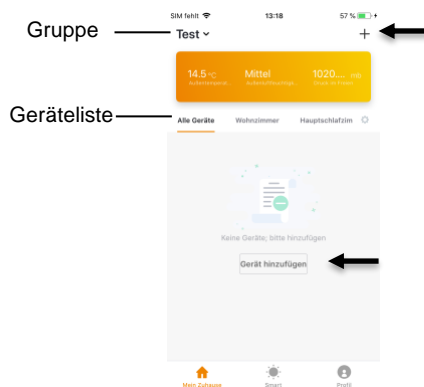 SIM fehlt 13:18 57 %
Gruppe
Test
+
14.5 °C Mittel 1020.... mb
Geräteliste
Alle Geräte Wohnzimmer Hauptschlafzim
Keine Geräte, bitte hinzufügen
Gerät hinzufügen
Mein Zuhause Smart Profil